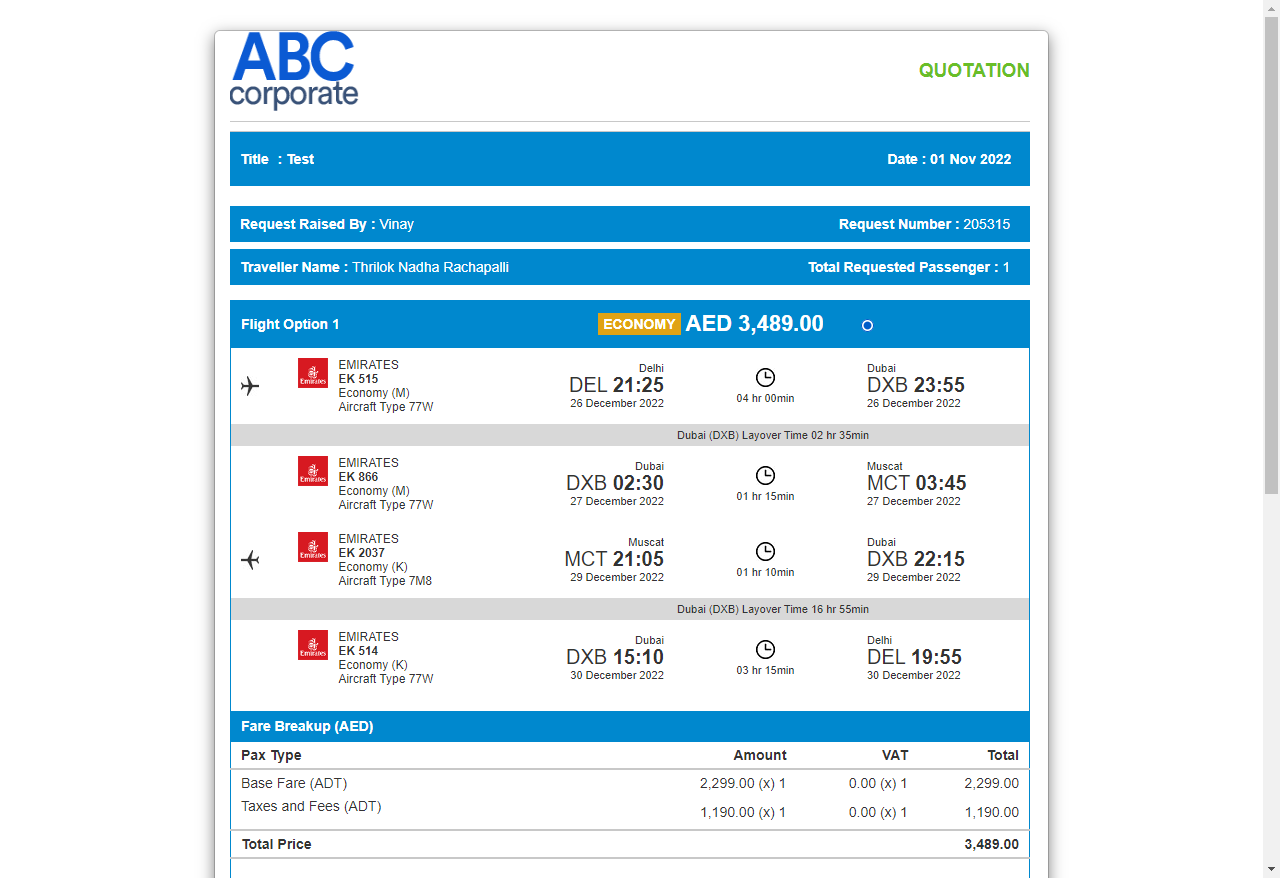 ABC
corporate
QUOTATION
Title : Test
Date : 01 Nov 2022
Request Raised By : Vinay
Request Number : 205315
Traveller Name : Thrilok Nadha Rachapalli
Total Requested Passenger : 1
Flight Option 1
ECONOMY AED 3,489.00
Emirates
EMIRATES
EK 515
Economy (M)
Aircraft Type 77W
Delhi
DEL 21:25
26 December 2022
04 hr 00min
Dubai
DXB 23:55
26 December 2022
Dubai (DXB) Layover Time 02 hr 35min
Emirates
EMIRATES
EK 866
Economy (M)
Aircraft Type 77W
Dubai
DXB 02:30
27 December 2022
01 hr 15min
Muscat
MCT 03:45
27 December 2022
Emirates
EMIRATES
EK 2037
Economy (K)
Aircraft Type 7M8
Muscat
MCT 21:05
29 December 2022
01 hr 10min
Dubai
DXB 22:15
29 December 2022
Dubai (DXB) Layover Time 16 hr 55min
Emirates
EMIRATES
EK 514
Economy (K)
Aircraft Type 77W
Dubai
DXB 15:10
30 December 2022
03 hr 15min
Delhi
DEL 19:55
30 December 2022
Fare Breakup (AED)
Pax Type Amount VAT Total
Base Fare (ADT) 2,299.00 (x) 1 0.00 (x) 1 2,299.00
Taxes and Fees (ADT) 1,190.00 (x) 1 0.00 (x) 1 1,190.00
Total Price 3,489.00